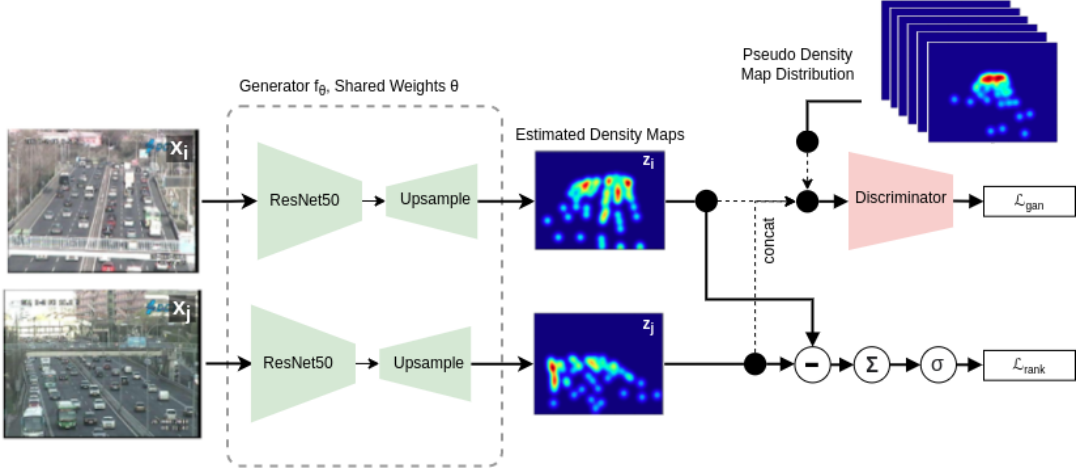 Pseudo Density
Map Distribution
Generator fθ, Shared Weights θ
Estimated Density Maps
xi
ResNet50
Upsample
zi
Discriminator
ℒgan
concat
xj
ResNet50
Upsample
zj
−
Σ
σ
ℒrank